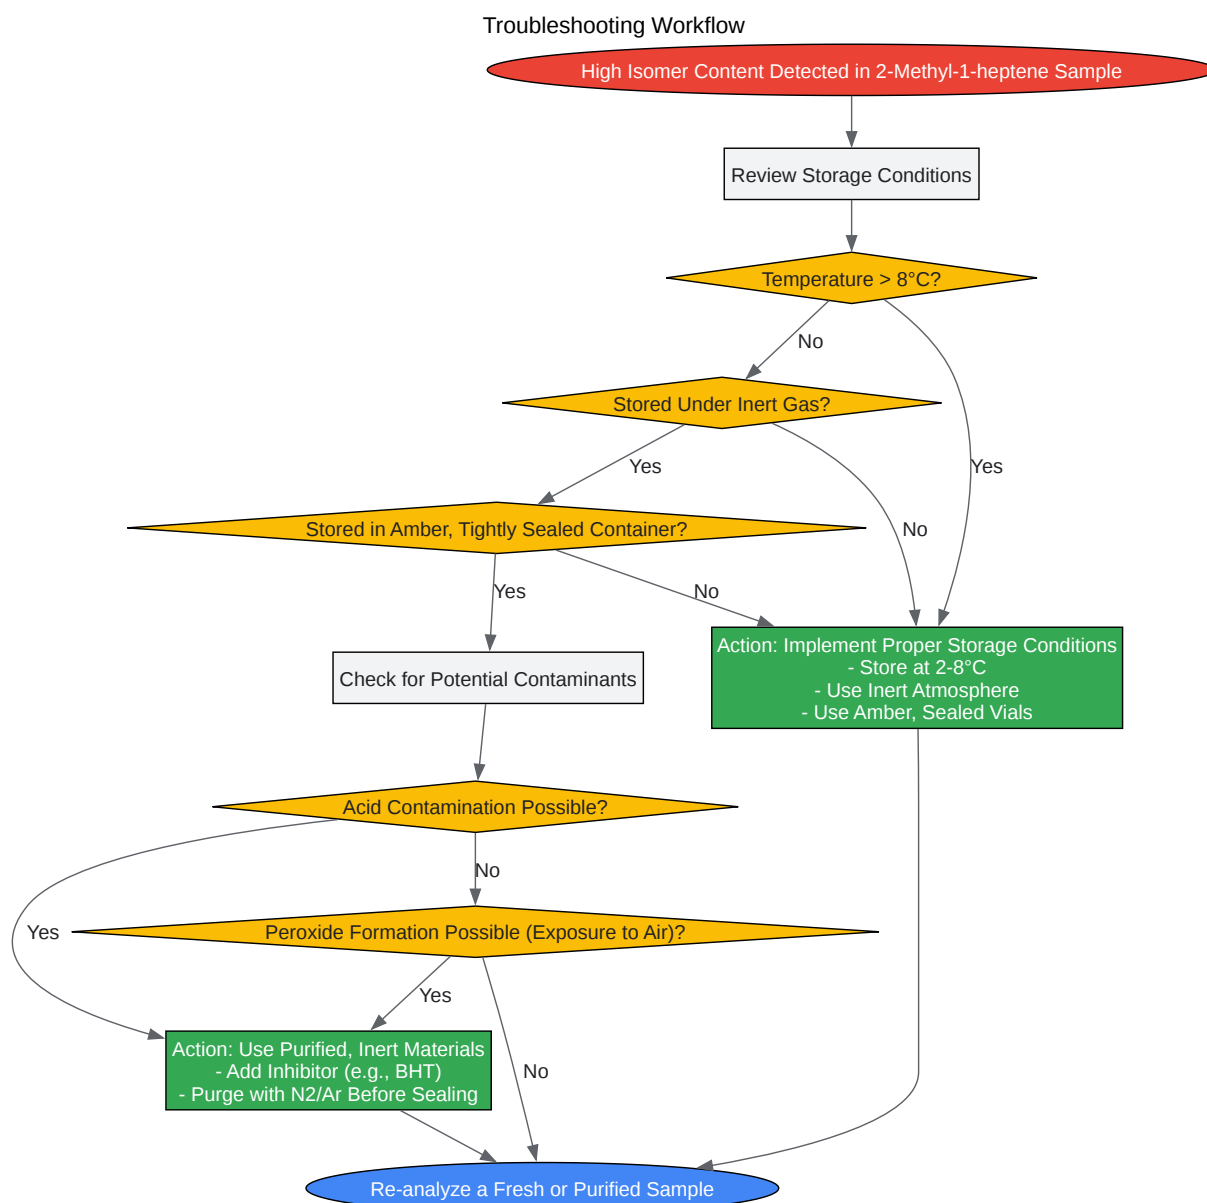 Troubleshooting Workflow
High Isomer Content Detected in 2-Methyl-1-heptene Sample
Review Storage Conditions
Temperature > 8°C?
No
Stored Under Inert Gas?
Yes
Yes
Stored in Amber, Tightly Sealed Container?
No
Yes
No
Action: Implement Proper Storage Conditions
- Store at 2-8°C
- Use Inert Atmosphere
- Use Amber, Sealed Vials
Check for Potential Contaminants
Acid Contamination Possible?
No
Yes
Peroxide Formation Possible (Exposure to Air)?
Yes
Action: Use Purified, Inert Materials
- Add Inhibitor (e.g., BHT)
- Purge with N2/Ar Before Sealing
No
Re-analyze a Fresh or Purified Sample